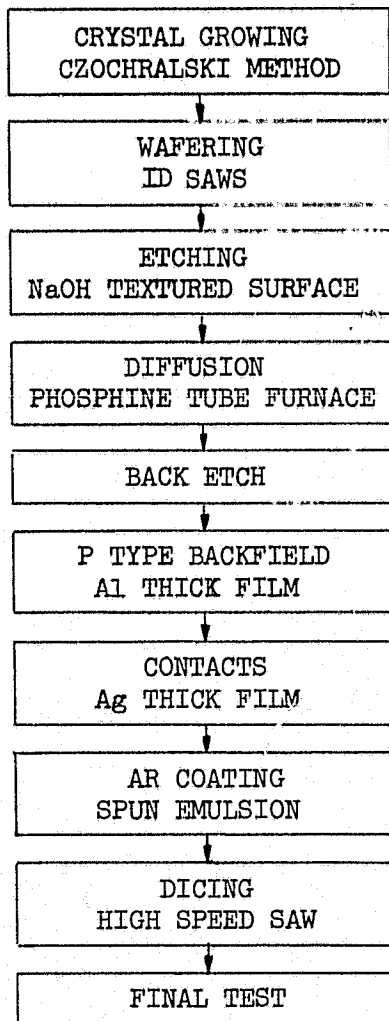 CRYSTAL GROWING
CZOCHRALSKI METHOD
WAFERING
ID SAWS
ETCHING
NaOH TEXTURED SURFACE
DIFFUSION
PHOSPHINE TUBE FURNACE
BACK ETCH
P TYPE BACKFIELD
Al THICK FILM
CONTACTS
Ag THICK FILM
AR COATING
SPUN EMULSION
DICING
HIGH SPEED SAW
FINAL TEST